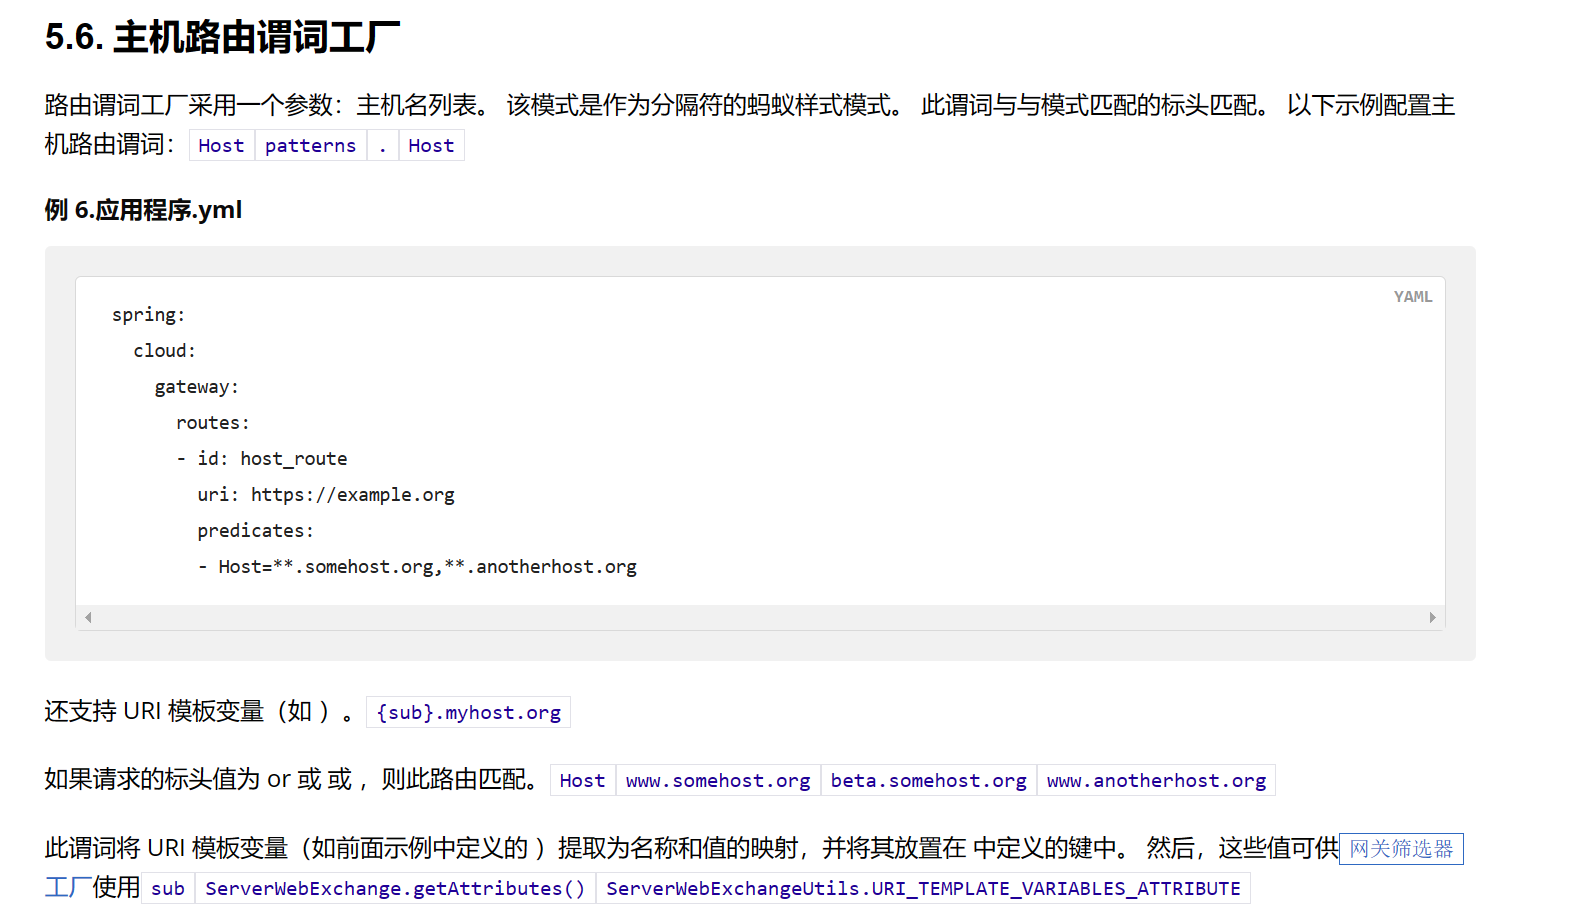 5.6. 主机路由谓词工厂
路由谓词工厂采用一个参数：主机名列表。 该模式是作为分隔符的蚂蚁样式模式。 此谓词与与模式匹配的标头匹配。 以下示例配置主
机路由谓词： Host patterns . Host
例 6.应用程序.yml
YAML
spring:
  cloud:
    gateway:
      routes:
      - id: host_route
        uri: https://example.org
        predicates:
        - Host=**.somehost.org,**.anotherhost.org
还支持 URI 模板变量（如 ）。 {sub}.myhost.org
如果请求的标头值为 or 或 或 ，则此路由匹配。 Host www.somehost.org beta.somehost.org www.anotherhost.org
此谓词将 URI 模板变量（如前面示例中定义的 ）提取为名称和值的映射，并将其放置在 中定义的键中。 然后，这些值可供 网关筛选器
工厂使用 sub ServerWebExchange.getAttributes() ServerWebExchangeUtils.URI_TEMPLATE_VARIABLES_ATTRIBUTE